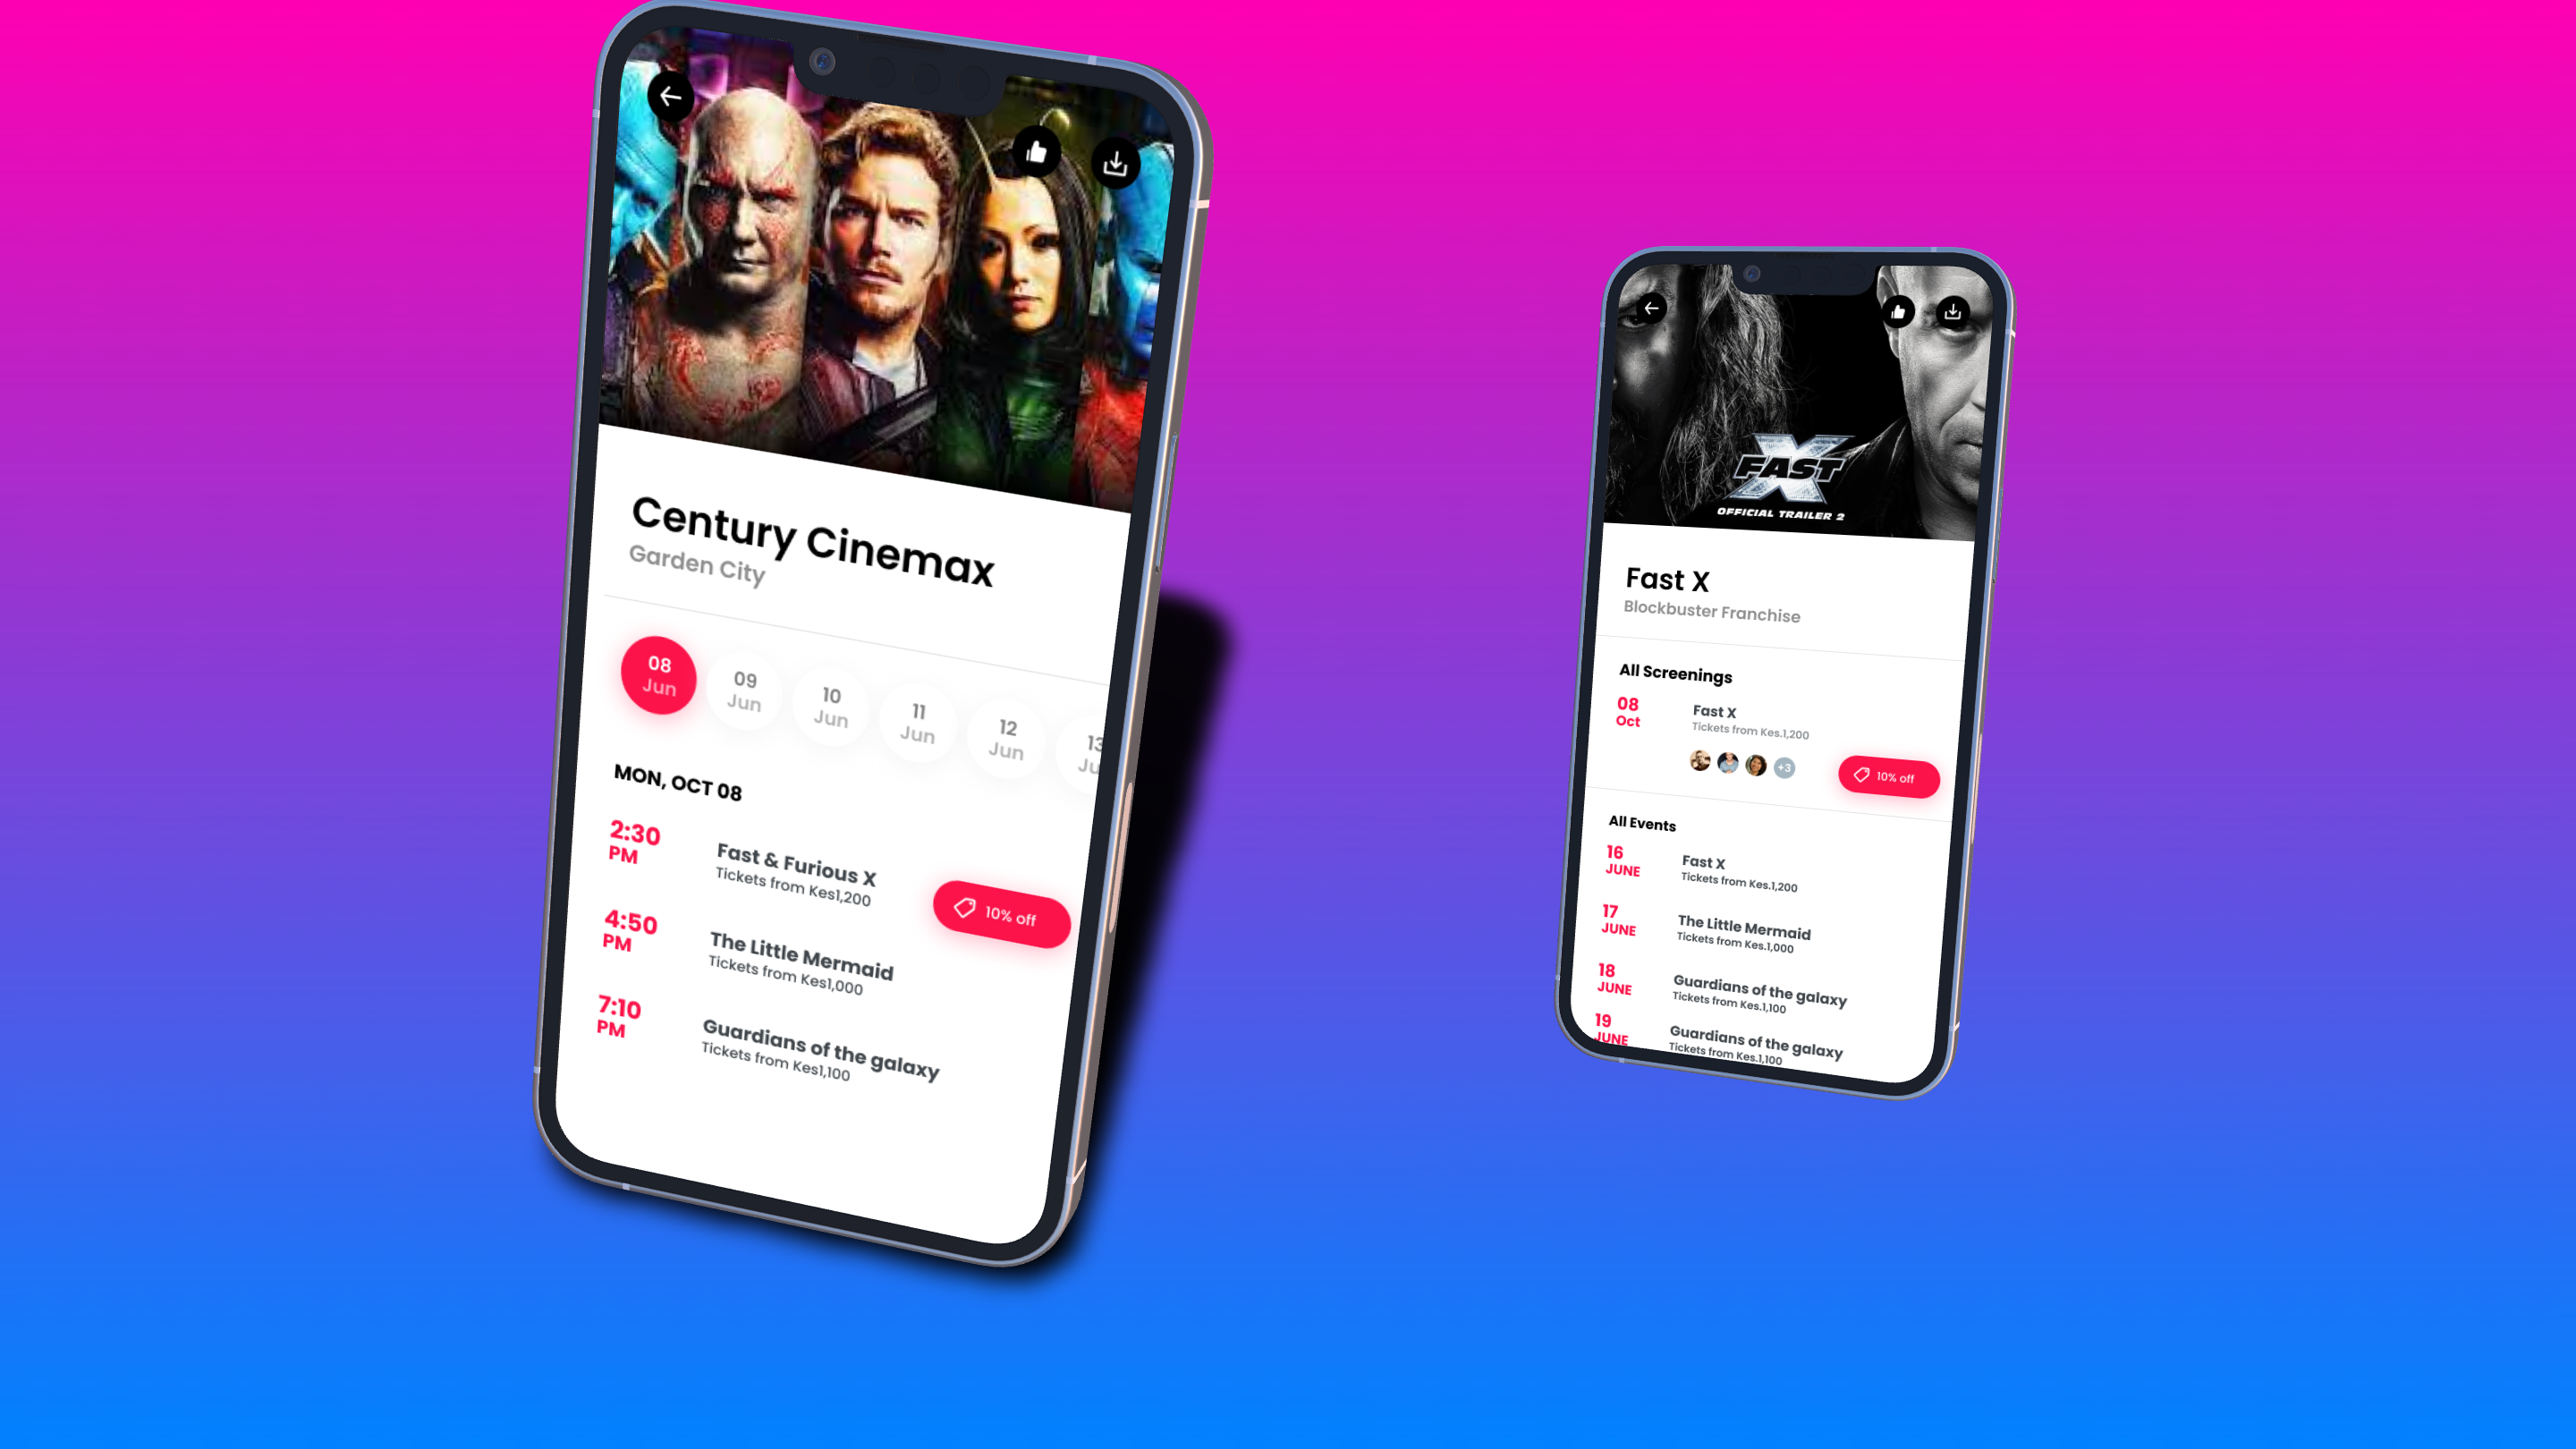 Century Cinemax
Garden City
08
Jun
09
Jun
10
Jun
11
Jun
12
Jun
13
Ju
MON, OCT 08
2:30
PM
Fast & Furious X
Tickets from Kes1,200
10% off
4:50
PM
The Little Mermaid
Tickets from Kes1,000
7:10
PM
Guardians of the galaxy
Tickets from Kes1,100
FAST X
OFFICIAL TRAILER 2
Fast X
Blockbuster Franchise
All Screenings
08
Oct
Fast X
Tickets from Kes.1,200
+3
10% off
All Events
16
JUNE
Fast X
Tickets from Kes.1,200
17
JUNE
The Little Mermaid
Tickets from Kes.1,000
18
JUNE
Guardians of the galaxy
Tickets from Kes.1,100
19
JUNE
Guardians of the galaxy
Tickets from Kes.1,100